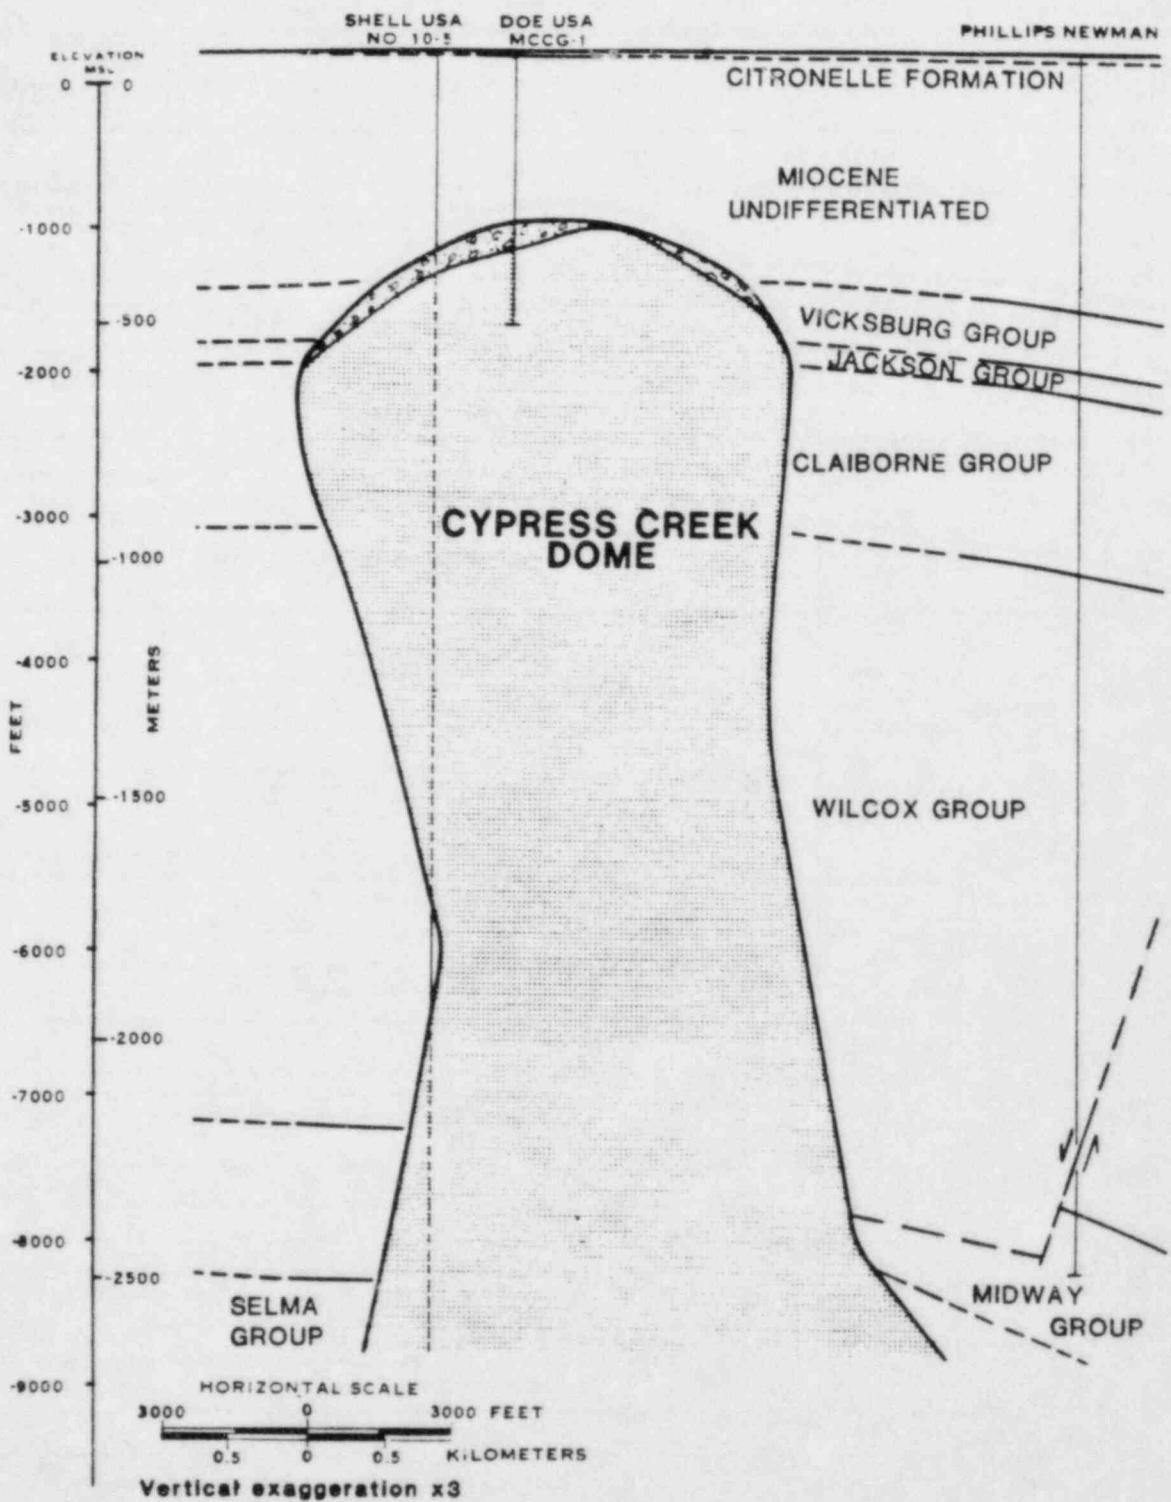 SHELL USA
NO 10-5
DOE USA
MCCG-1
PHILLIPS NEWMAN
ELEVATION
MSL
0
0
CITRONELLE FORMATION
MIOCENE
UNDIFFERENTIATED
-1000
-500
VICKSBURG GROUP
-2000
JACKSON GROUP
CLAIBORNE GROUP
-3000
CYPRESS CREEK
DOME
-1000
-4000
METERS
FEET
-5000
-1500
WILCOX GROUP
-6000
-2000
-7000
-8000
-2500
SELMA
GROUP
MIDWAY
GROUP
-9000
HORIZONTAL SCALE
3000 0 3000 FEET
0.5 0 0.5 KILOMETERS
Vertical exaggeration x3